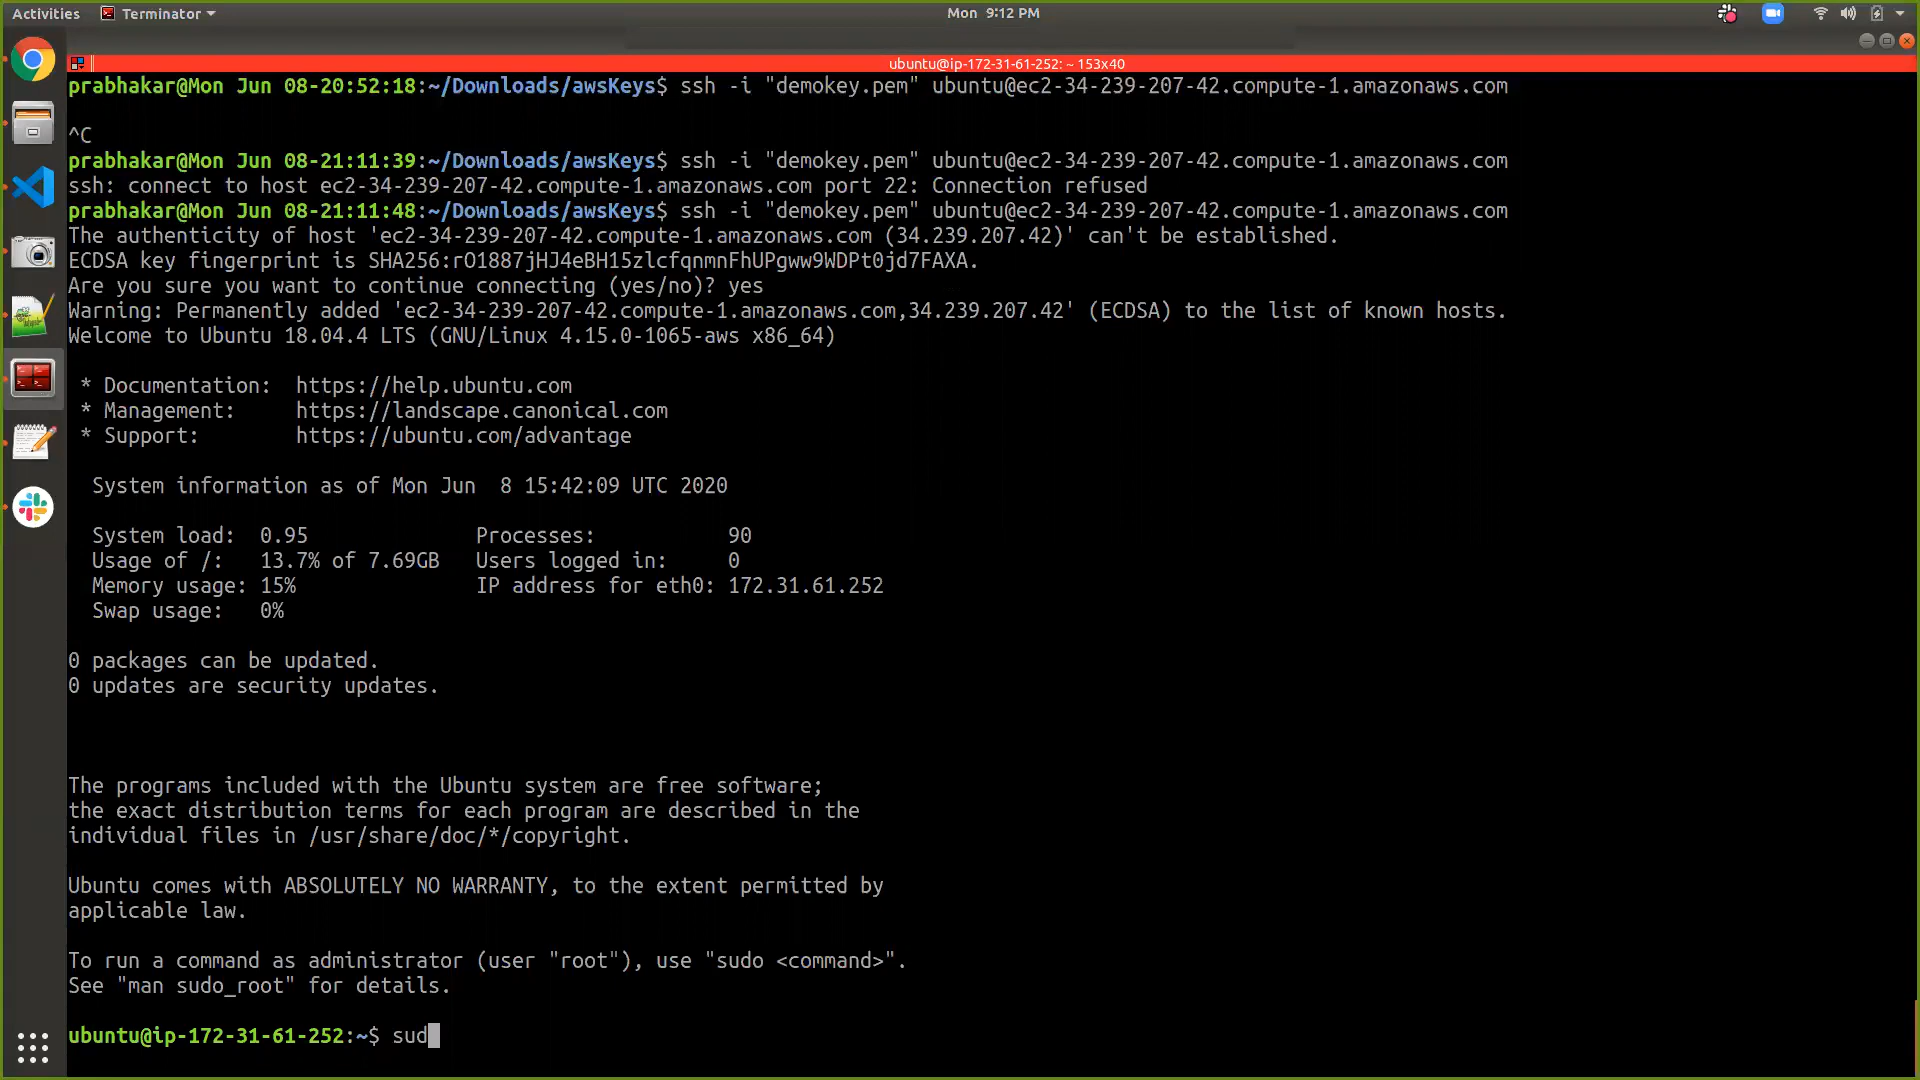 Activities Terminator Mon 9:12 PM
ubuntu@ip-172-31-61-252: ~ 153x40
prabhakar@Mon Jun 08-20:52:18:~/Downloads/awsKeys$ ssh -i "demokey.pem" ubuntu@ec2-34-239-207-42.compute-1.amazonaws.com
^C
prabhakar@Mon Jun 08-21:11:39:~/Downloads/awsKeys$ ssh -i "demokey.pem" ubuntu@ec2-34-239-207-42.compute-1.amazonaws.com
ssh: connect to host ec2-34-239-207-42.compute-1.amazonaws.com port 22: Connection refused
prabhakar@Mon Jun 08-21:11:48:~/Downloads/awsKeys$ ssh -i "demokey.pem" ubuntu@ec2-34-239-207-42.compute-1.amazonaws.com
The authenticity of host 'ec2-34-239-207-42.compute-1.amazonaws.com (34.239.207.42)' can't be established.
ECDSA key fingerprint is SHA256:rO1887jHJ4eBH15zlcfqnmnFhUPgww9WDPt0jd7FAXA.
Are you sure you want to continue connecting (yes/no)? yes
Warning: Permanently added 'ec2-34-239-207-42.compute-1.amazonaws.com,34.239.207.42' (ECDSA) to the list of known hosts.
Welcome to Ubuntu 18.04.4 LTS (GNU/Linux 4.15.0-1065-aws x86_64)
* Documentation: https://help.ubuntu.com
* Management: https://landscape.canonical.com
* Support: https://ubuntu.com/advantage
System information as of Mon Jun 8 15:42:09 UTC 2020
System load: 0.95 Processes: 90
Usage of /: 13.7% of 7.69GB Users logged in: 0
Memory usage: 15% IP address for eth0: 172.31.61.252
Swap usage: 0%
0 packages can be updated.
0 updates are security updates.
The programs included with the Ubuntu system are free software;
the exact distribution terms for each program are described in the
individual files in /usr/share/doc/*/copyright.
Ubuntu comes with ABSOLUTELY NO WARRANTY, to the extent permitted by
applicable law.
To run a command as administrator (user "root"), use "sudo <command>".
See "man sudo_root" for details.
ubuntu@ip-172-31-61-252:~$ sud